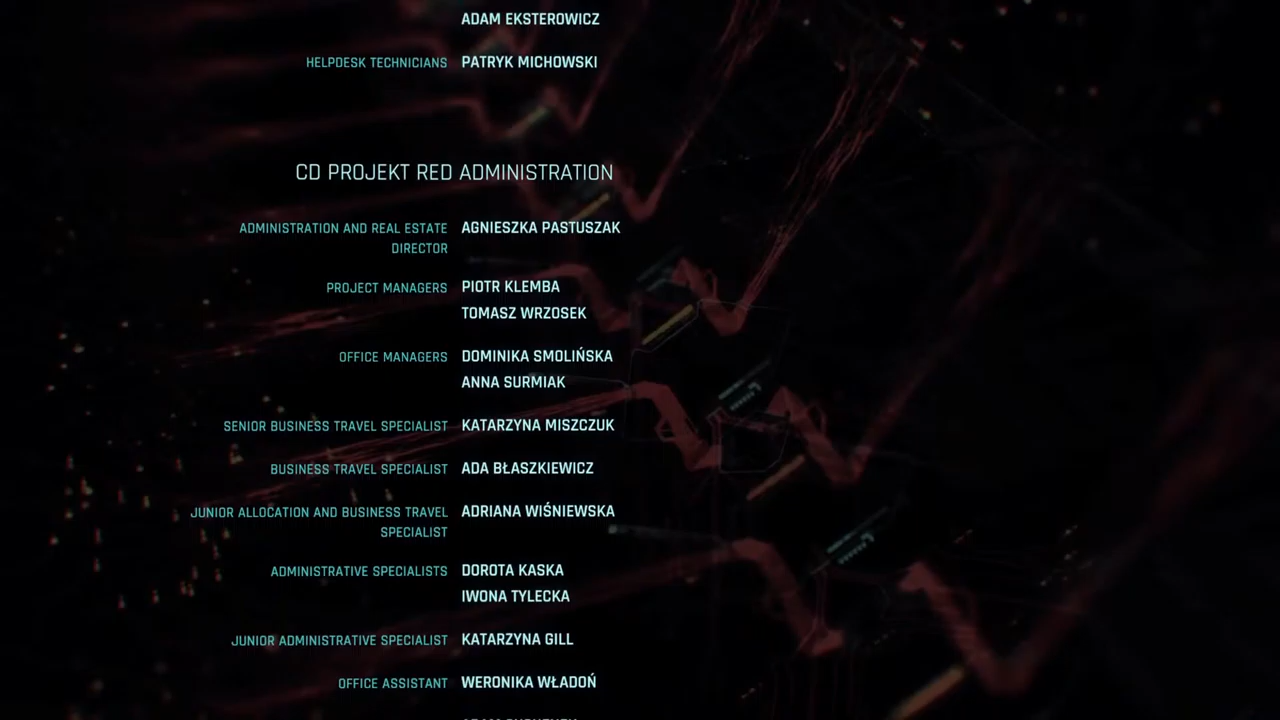 ADAM EKSTEROWICZ
HELPDESK TECHNICIANS PATRYK MICHOWSKI
CD PROJEKT RED ADMINISTRATION
ADMINISTRATION AND REAL ESTATE AGNIESZKA PASTUSZAK
DIRECTOR
PROJECT MANAGERS PIOTR KLEMBA
TOMASZ WRZOSEK
OFFICE MANAGERS DOMINIKA SMOLIŃSKA
ANNA SURMIAK
SENIOR BUSINESS TRAVEL SPECIALIST KATARZYNA MISZCZUK
BUSINESS TRAVEL SPECIALIST ADA BŁASZKIEWICZ
JUNIOR ALLOCATION AND BUSINESS TRAVEL ADRIANA WIŚNIEWSKA
SPECIALIST
ADMINISTRATIVE SPECIALISTS DOROTA KASKA
IWONA TYLECKA
JUNIOR ADMINISTRATIVE SPECIALIST KATARZYNA GILL
OFFICE ASSISTANT WERONIKA WŁADOŃ